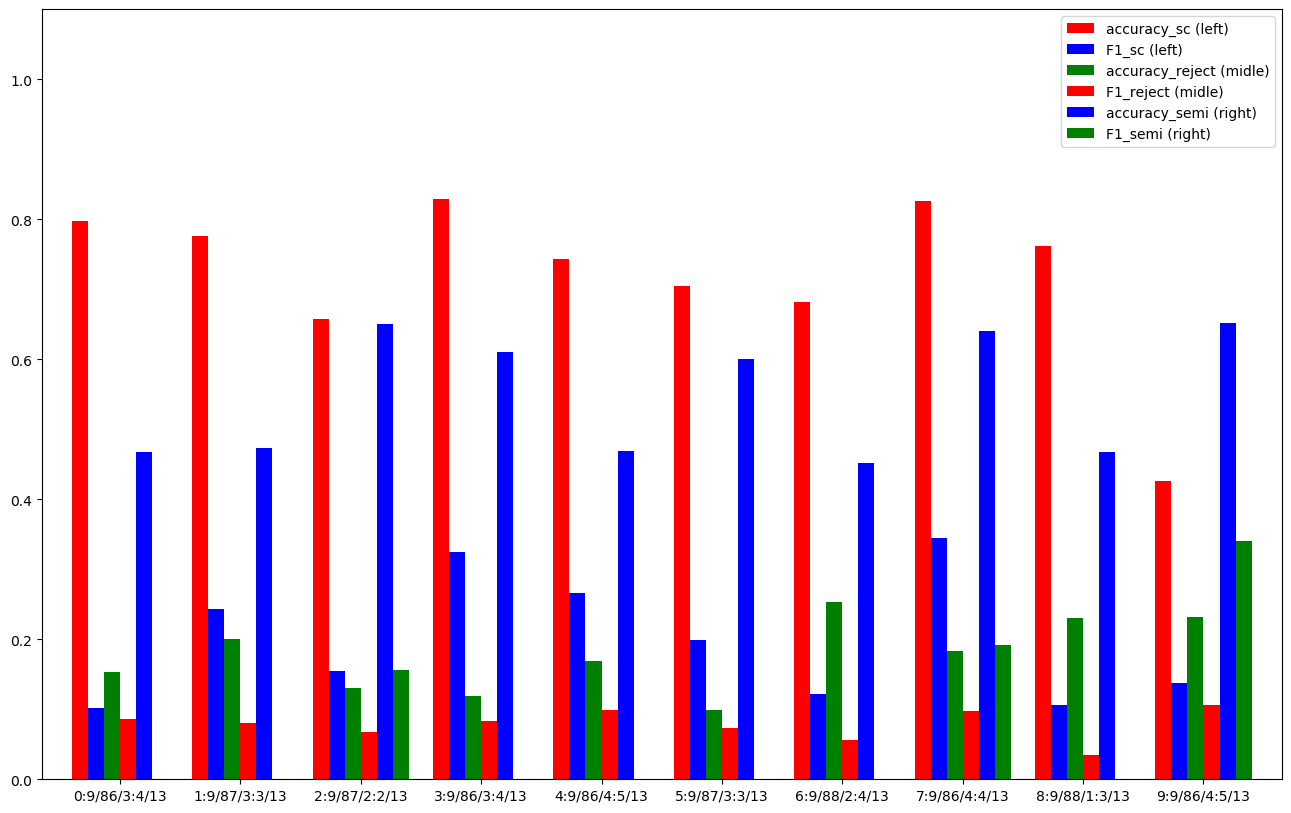 accuracy_sc (left)
F1_sc (left)
accuracy_reject (midle)
F1_reject (midle)
accuracy_semi (right)
F1_semi (right)
1.0
0.8
0.6
0.4
0.2
0.0
0:9/86/3:4/13 1:9/87/3:3/13 2:9/87/2:2/13 3:9/86/3:4/13 4:9/86/4:5/13 5:9/87/3:3/13 6:9/88/2:4/13 7:9/86/4:4/13 8:9/88/1:3/13 9:9/86/4:5/13